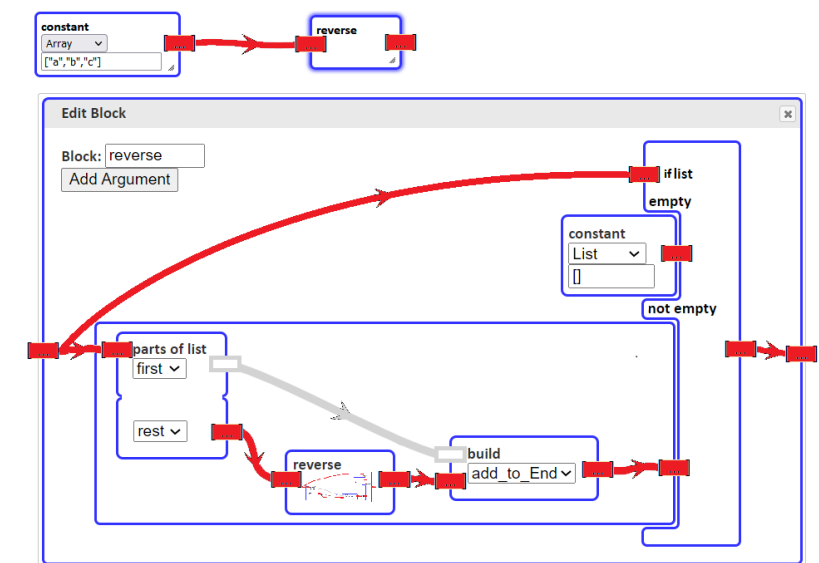 constant
Array
["a","b","c"]
reverse
Edit Block
Block: reverse
Add Argument
if list
empty
constant
List
[]
not empty
parts of list
first
rest
reverse
build
add_to_End